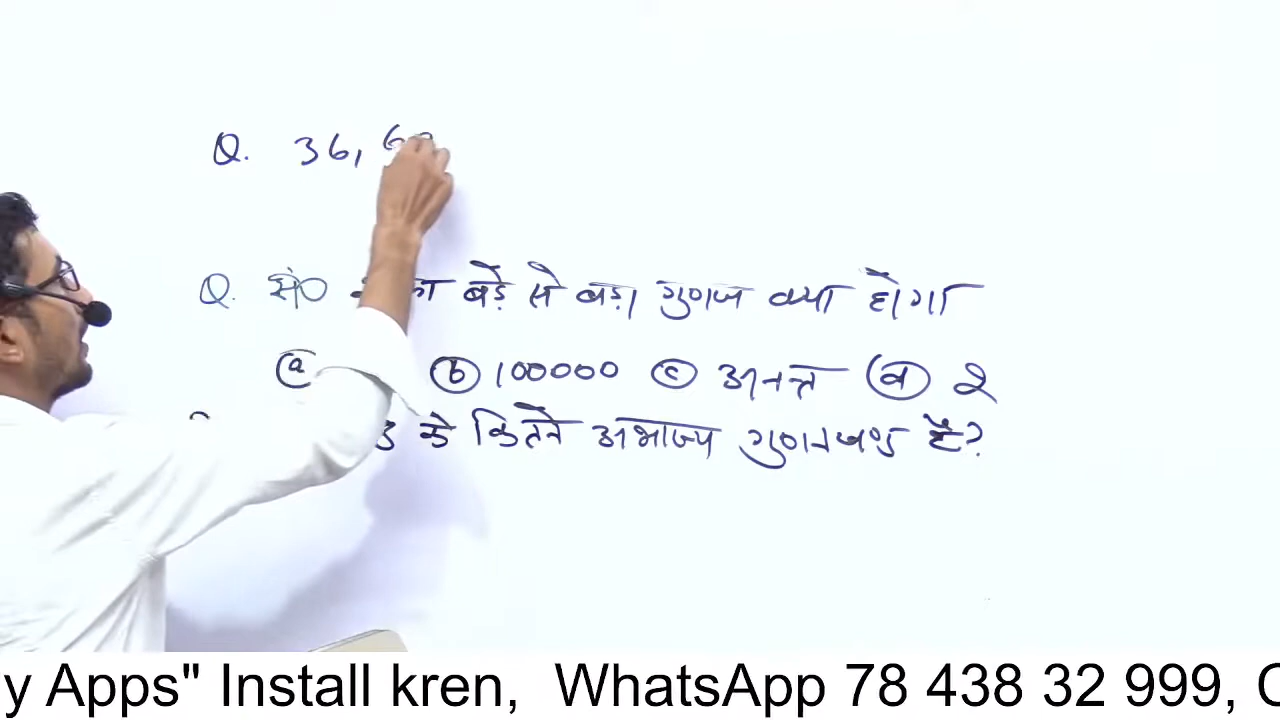 Q. 36, 6
Q. सं० का बड़े से बड़ा गुणज क्या होगा
(a) (b) 100000 (c) अनन्त (d) 2
के कितने अभाज्य गुणनखण्ड है?
y Apps" Install kren, WhatsApp 78 438 32 999, C